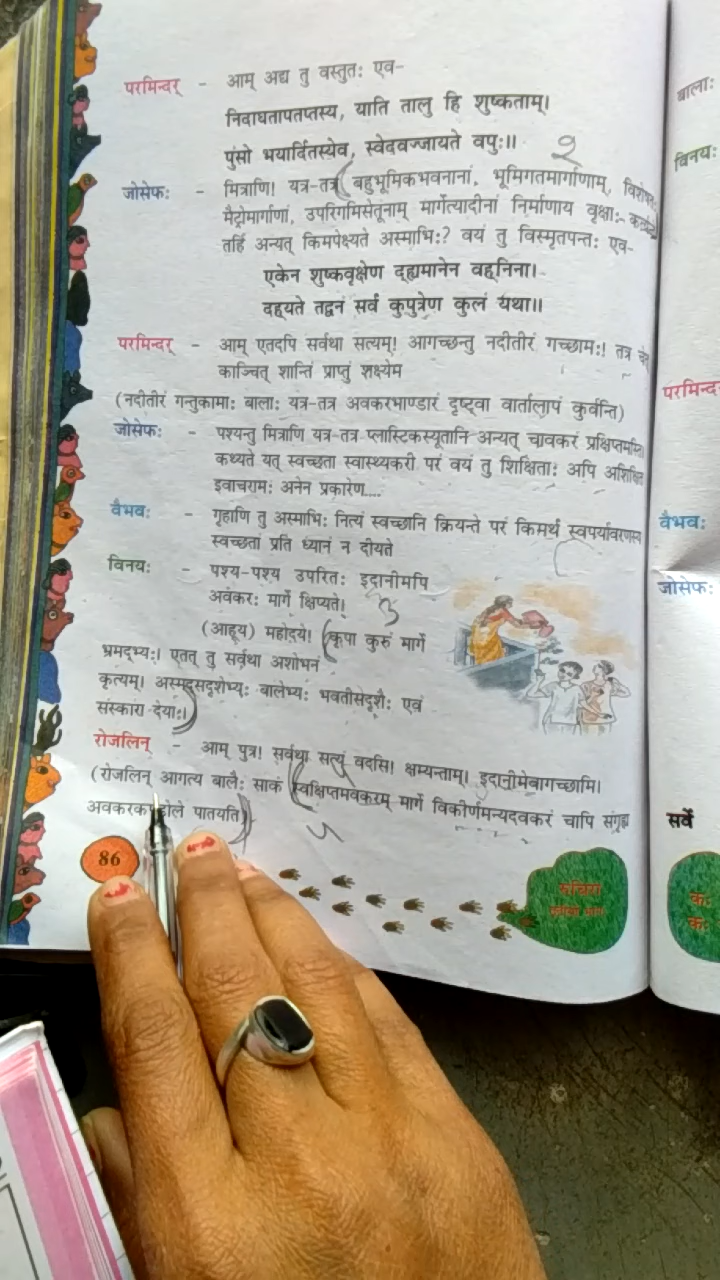 परमिन्दर् - आम् अद्य तु वस्तुतः एव-
निदाघतापतप्तस्य, याति तालु हि शुष्कताम्।
पुंसो भयार्दितस्येव, स्वेदवज्जायते वपुः॥ २
जोसेफः - मित्राणि! यत्र-तत्र बहुभूमिकभवनानां, भूमिगतमार्गाणाम्, विशेषतः
मैट्रोमार्गाणां, उपरिगमिसेतूनाम् मार्गेत्यादीनां निर्माणाय वृक्षाः
तर्हि अन्यत् किमपेक्ष्यते अस्माभिः? वयं तु विस्मृतपन्तः एव-
एकेन शुष्कवृक्षेण दह्यमानेन वह्निना।
दह्यते तद्वनं सर्वं कुपुत्रेण कुलं यथा॥
परमिन्दर् - आम् एतदपि सर्वथा सत्यम्! आगच्छन्तु नदीतीरं गच्छामः! तत्र चेत्
काञ्चित् शान्तिं प्राप्तुं शक्ष्येम
(नदीतीरं गन्तुकामाः बालाः यत्र-तत्र अवकरभाण्डारं दृष्ट्वा वार्तालापं कुर्वन्ति)
जोसेफः - पश्यन्तु मित्राणि यत्र-तत्र प्लास्टिकस्यूतानि अन्यत् चावकरं प्रक्षिप्तमस्ति।
कथ्यते यत् स्वच्छता स्वास्थ्यकरी परं वयं तु शिक्षिताः अपि अशिक्षित
इवाचरामः अनेन प्रकारेण....
वैभवः - गृहाणि तु अस्माभिः नित्यं स्वच्छानि क्रियन्ते परं किमर्थं स्वपर्यावरणस्य
स्वच्छतां प्रति ध्यानं न दीयते
विनयः - पश्य-पश्य उपरितः इदानीमपि
अवकरः मार्गे क्षिप्यते।
३
(आहूय) महोदये! कृपां कुरु मार्गे
भ्रमद्भ्यः। एतत् तु सर्वथा अशोभनं
कृत्यम्। अस्मद्सदृशेभ्यः बालेभ्यः भवतीसदृशैः एवं
संस्कारा देयाः।
रोजलिन् - आम् पुत्र! सर्वथा सत्यं वदसि! क्षम्यन्ताम्। इदानीमेवागच्छामि।
(रोजलिन् आगत्य बालैः साकं स्वक्षिप्तमवकरम् मार्गे विकीर्णमन्यदवकरं चापि संगृह्य
पातयति)
५
86
रुचिरा
बालाः
विनयः
परमिन्द
वैभवः
जोसेफः
सर्वे